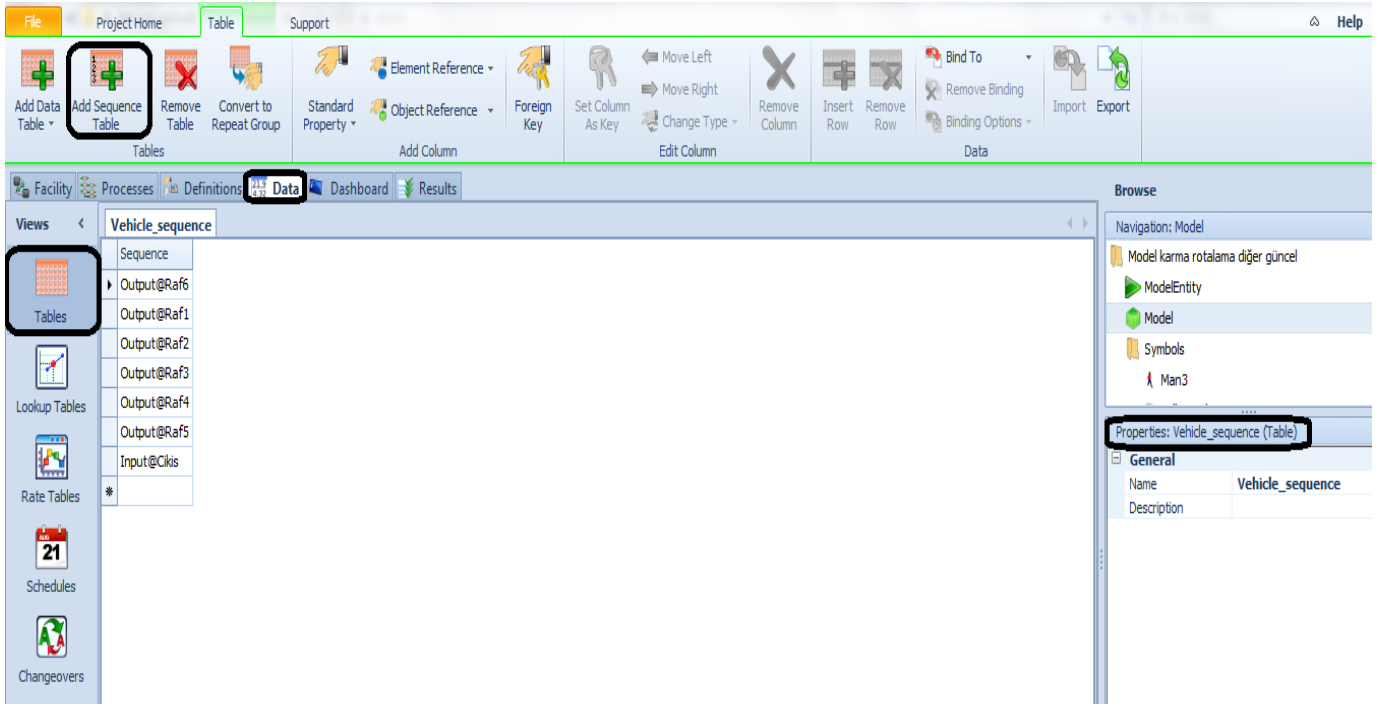 File Project Home Table Support Help
Add Data Table
Add Sequence Table
Remove Table
Convert to Repeat Group
Tables
Standard Property
Element Reference
Object Reference
Foreign Key
Add Column
Set Column As Key
Move Left
Move Right
Change Type
Remove Column
Edit Column
Insert Row
Remove Row
Bind To
Remove Binding
Binding Options
Import
Export
Data
Facility Processes Definitions Data Dashboard Results
Views
Tables
Lookup Tables
Rate Tables
AUG
21
Schedules
Changeovers
Vehicle_sequence
Sequence
Output@Raf6
Output@Raf1
Output@Raf2
Output@Raf3
Output@Raf4
Output@Raf5
Input@Cikis
Browse
Navigation: Model
Model karma rotalama diğer güncel
ModelEntity
Model
Symbols
Man3
Properties: Vehicle_sequence (Table)
General
Name Vehicle_sequence
Description